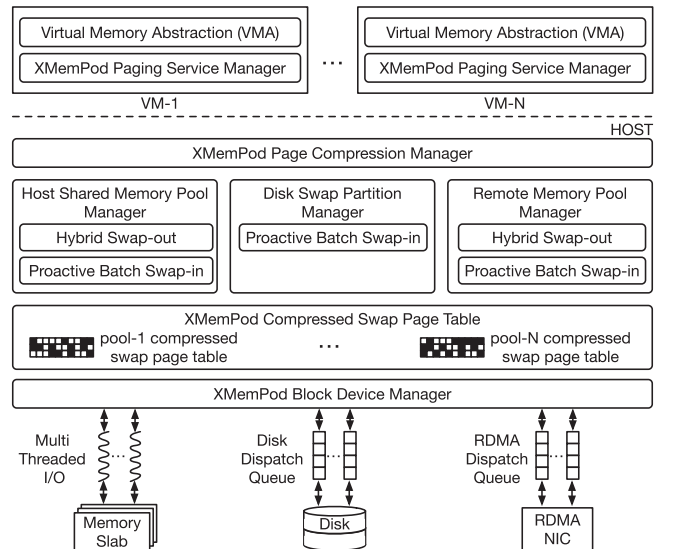 Virtual Memory Abstraction (VMA)
XMemPod Paging Service Manager
VM-1
...
Virtual Memory Abstraction (VMA)
XMemPod Paging Service Manager
VM-N
HOST
XMemPod Page Compression Manager
Host Shared Memory Pool
Manager
Hybrid Swap-out
Proactive Batch Swap-in
Disk Swap Partition
Manager
Proactive Batch Swap-in
Remote Memory Pool
Manager
Hybrid Swap-out
Proactive Batch Swap-in
XMemPod Compressed Swap Page Table
pool-1 compressed
swap page table
...
pool-N compressed
swap page table
XMemPod Block Device Manager
Multi
Threaded
I/O
...
Memory
Slab
Disk
Dispatch
Queue
...
Disk
RDMA
Dispatch
Queue
...
RDMA
NIC